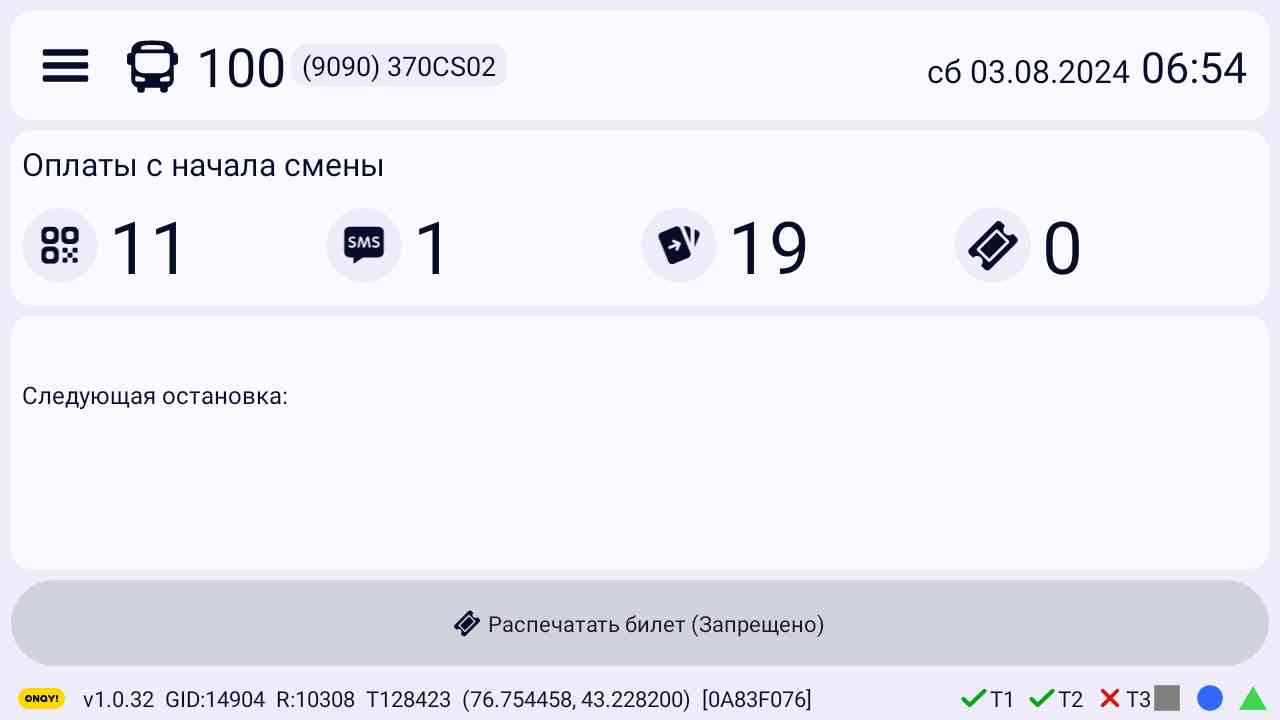 100 (9090) 370CS02 сб 03.08.2024 06:54
Оплаты с начала смены
11 SMS 1 19 0
Следующая остановка:
Распечатать билет (Запрещено)
ONAY! v1.0.32 GID:14904 R:10308 T128423 (76.754458, 43.228200) [0A83F076] T1 T2 T3